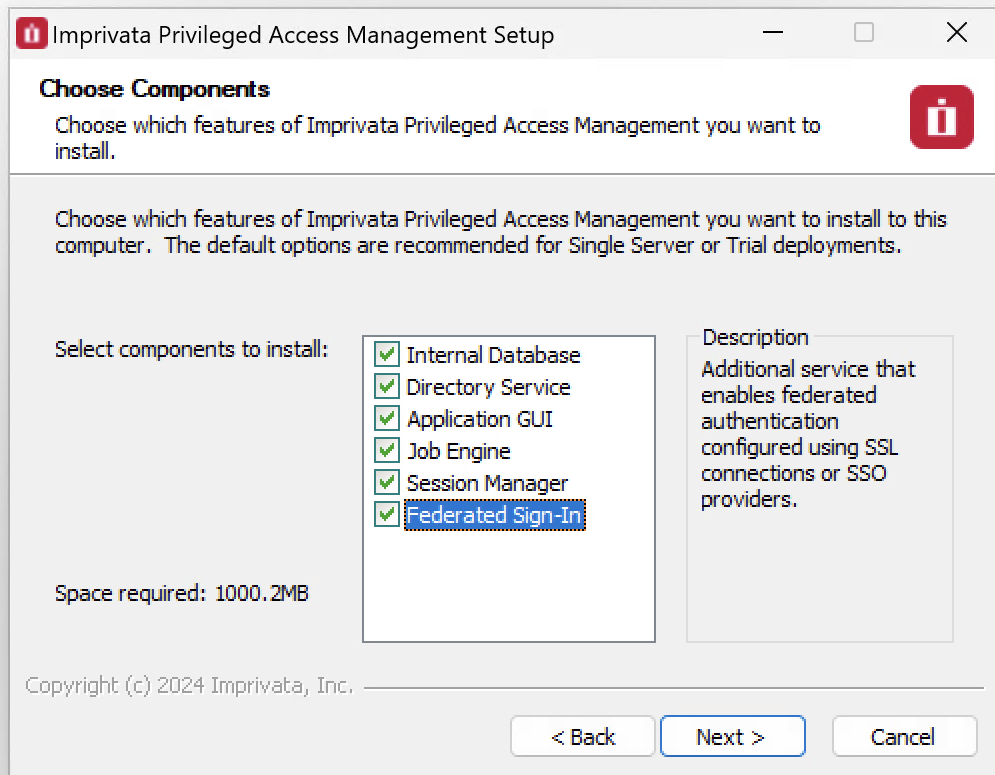 Imprivata Privileged Access Management Setup
Choose Components
Choose which features of Imprivata Privileged Access Management you want to
install.
Choose which features of Imprivata Privileged Access Management you want to install to this
computer.  The default options are recommended for Single Server or Trial deployments.
Select components to install:
Internal Database
Directory Service
Application GUI
Job Engine
Session Manager
Federated Sign-In
Description
Additional service that
enables federated
authentication
configured using SSL
connections or SSO
providers.
Space required: 1000.2MB
Copyright (c) 2024 Imprivata, Inc.
< Back
Next >
Cancel